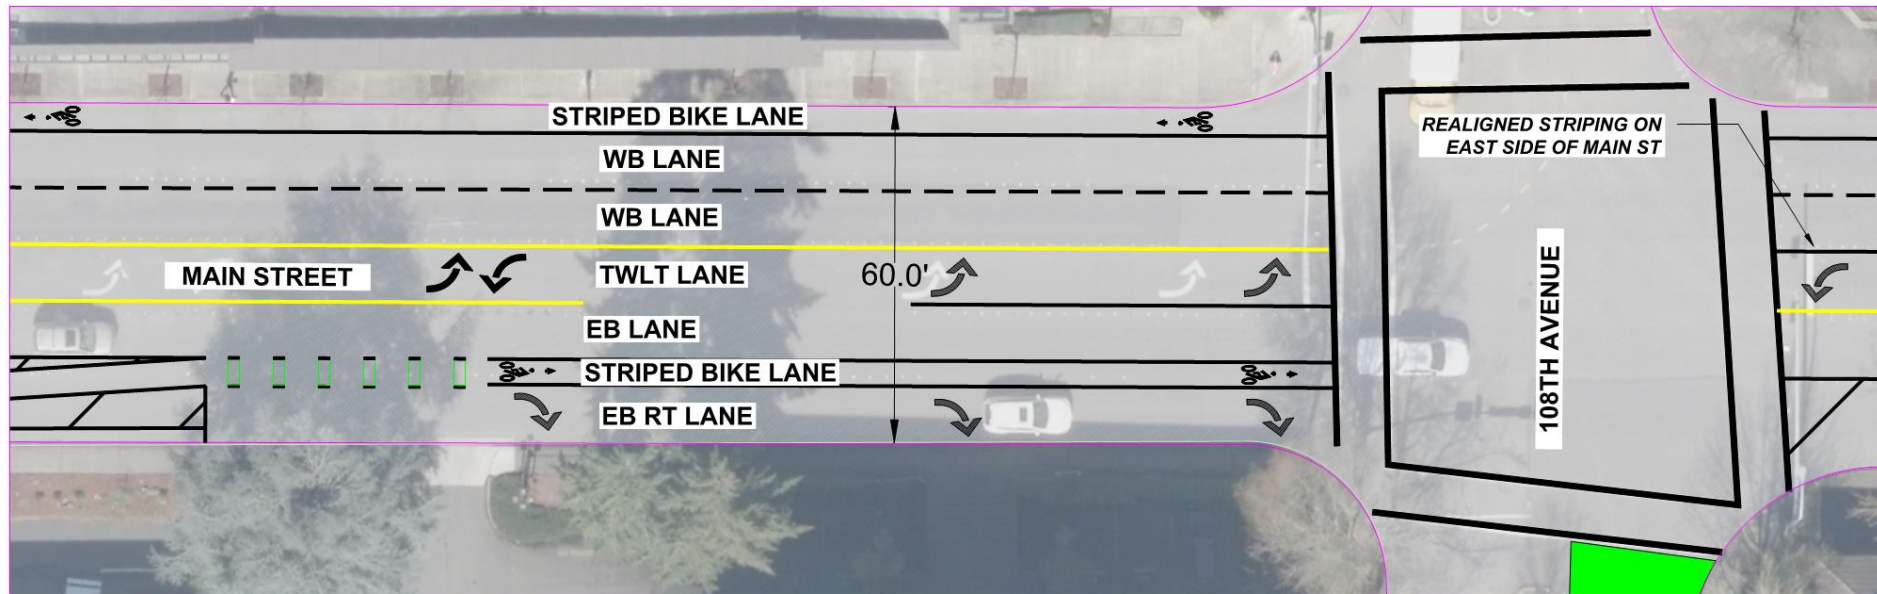 STRIPED BIKE LANE
WB LANE
WB LANE
MAIN STREET
TWLT LANE
60.0'
EB LANE
STRIPED BIKE LANE
EB RT LANE
REALIGNED STRIPING ON
EAST SIDE OF MAIN ST
108TH AVENUE